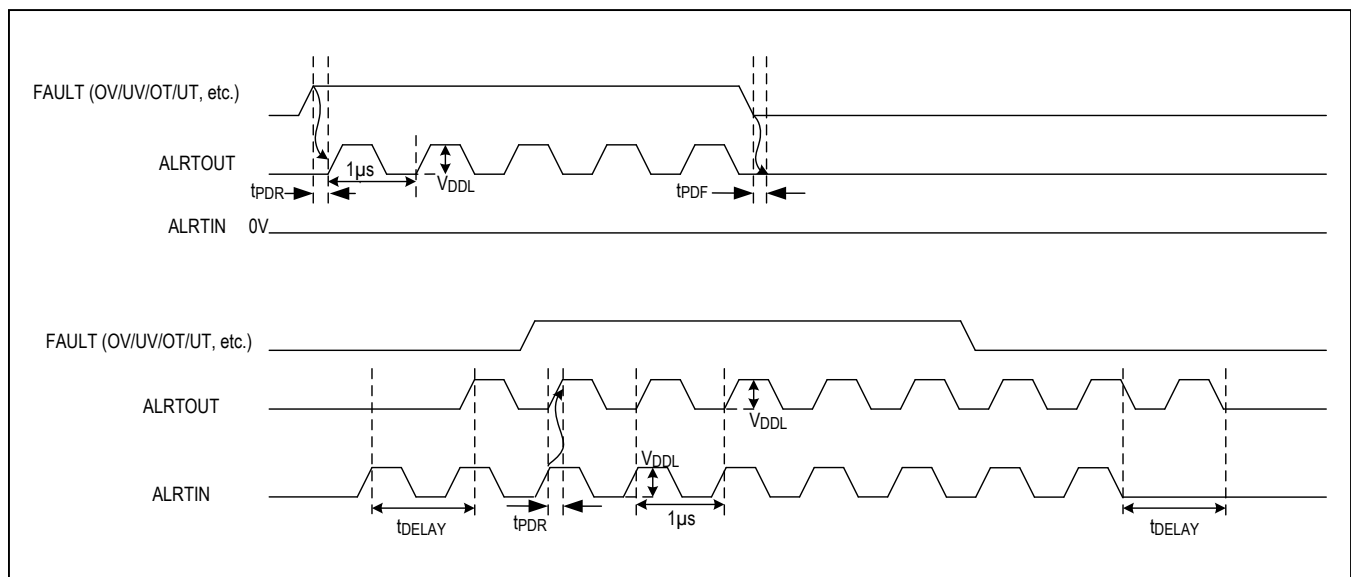 FAULT (OV/UV/OT/UT, etc.)
ALRTOUT
1µs
VDDL
tPDR
tPDF
ALRTIN 0V
FAULT (OV/UV/OT/UT, etc.)
ALRTOUT
VDDL
VDDL
ALRTIN
tDELAY
tPDR
1µs
tDELAY